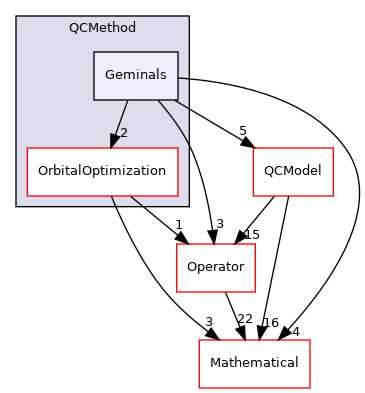 QCMethod
Geminals
2
5
OrbitalOptimization
QCModel
1
3
15
Operator
3
22
16
4
Mathematical